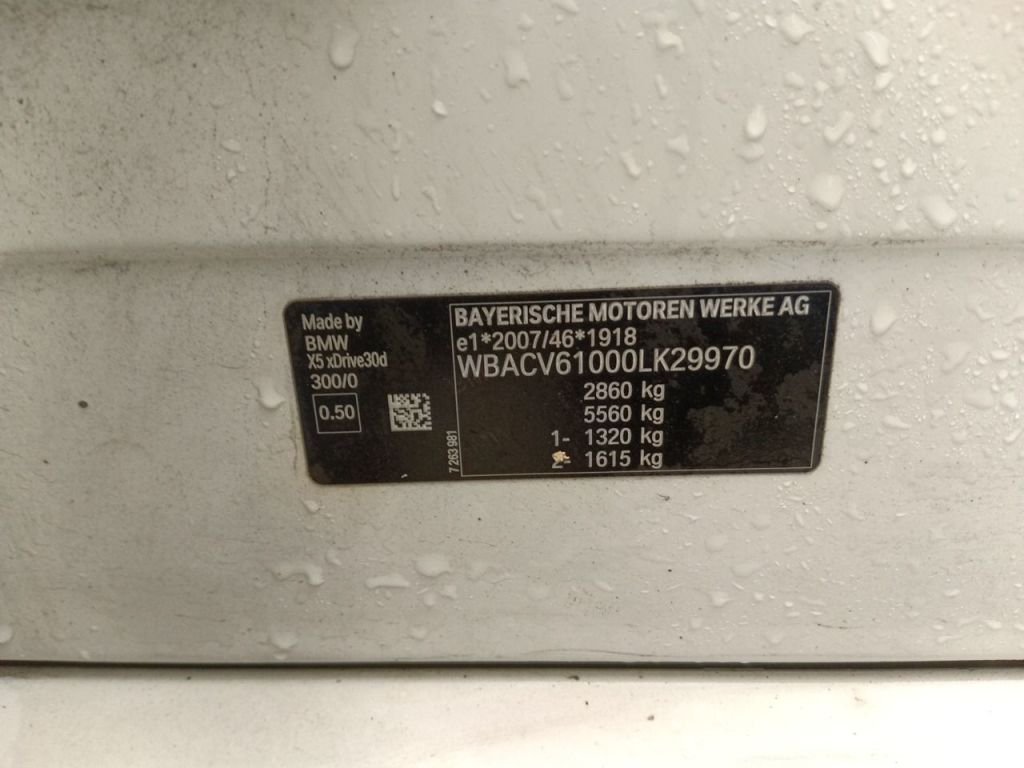 Made by
BMW
X5 xDrive30d
300/0
0.50
7 263 981
BAYERISCHE MOTOREN WERKE AG
e1*2007/46*1918
WBACV61000LK29970
2860 kg
5560 kg
1- 1320 kg
2- 1615 kg